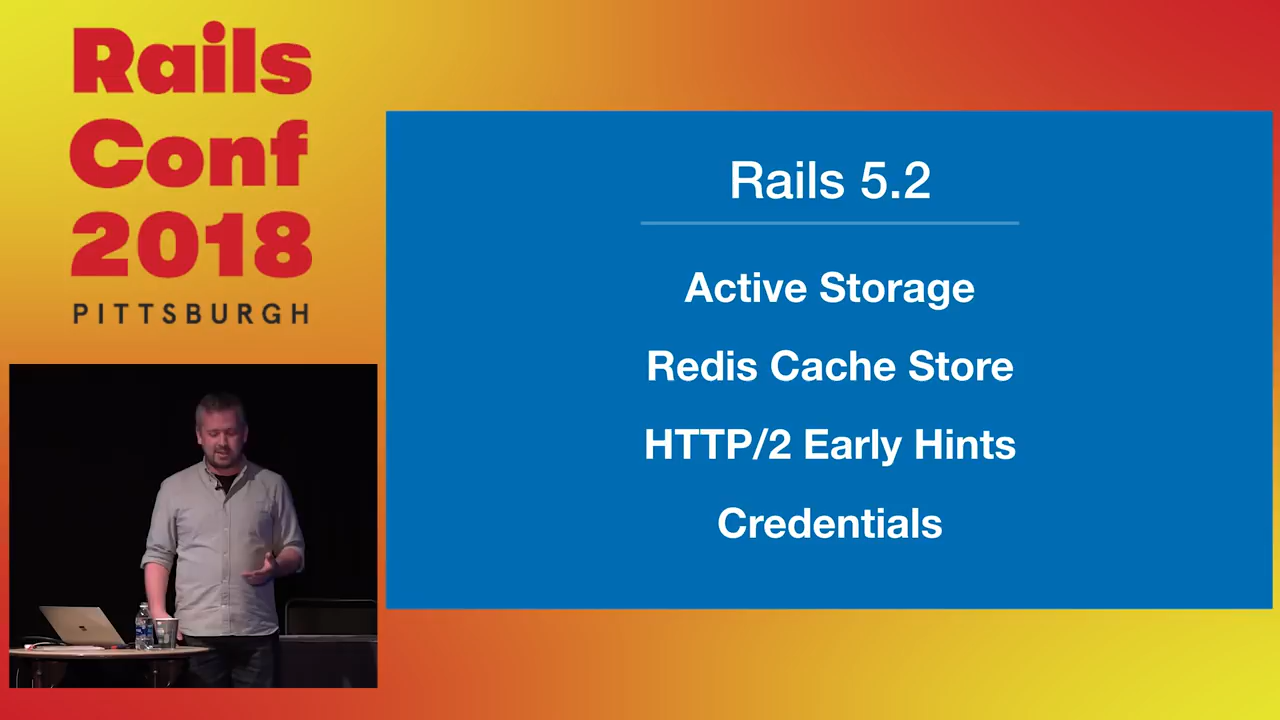 Rails
Conf
2018
PITTSBURGH
Rails 5.2
Active Storage
Redis Cache Store
HTTP/2 Early Hints
Credentials